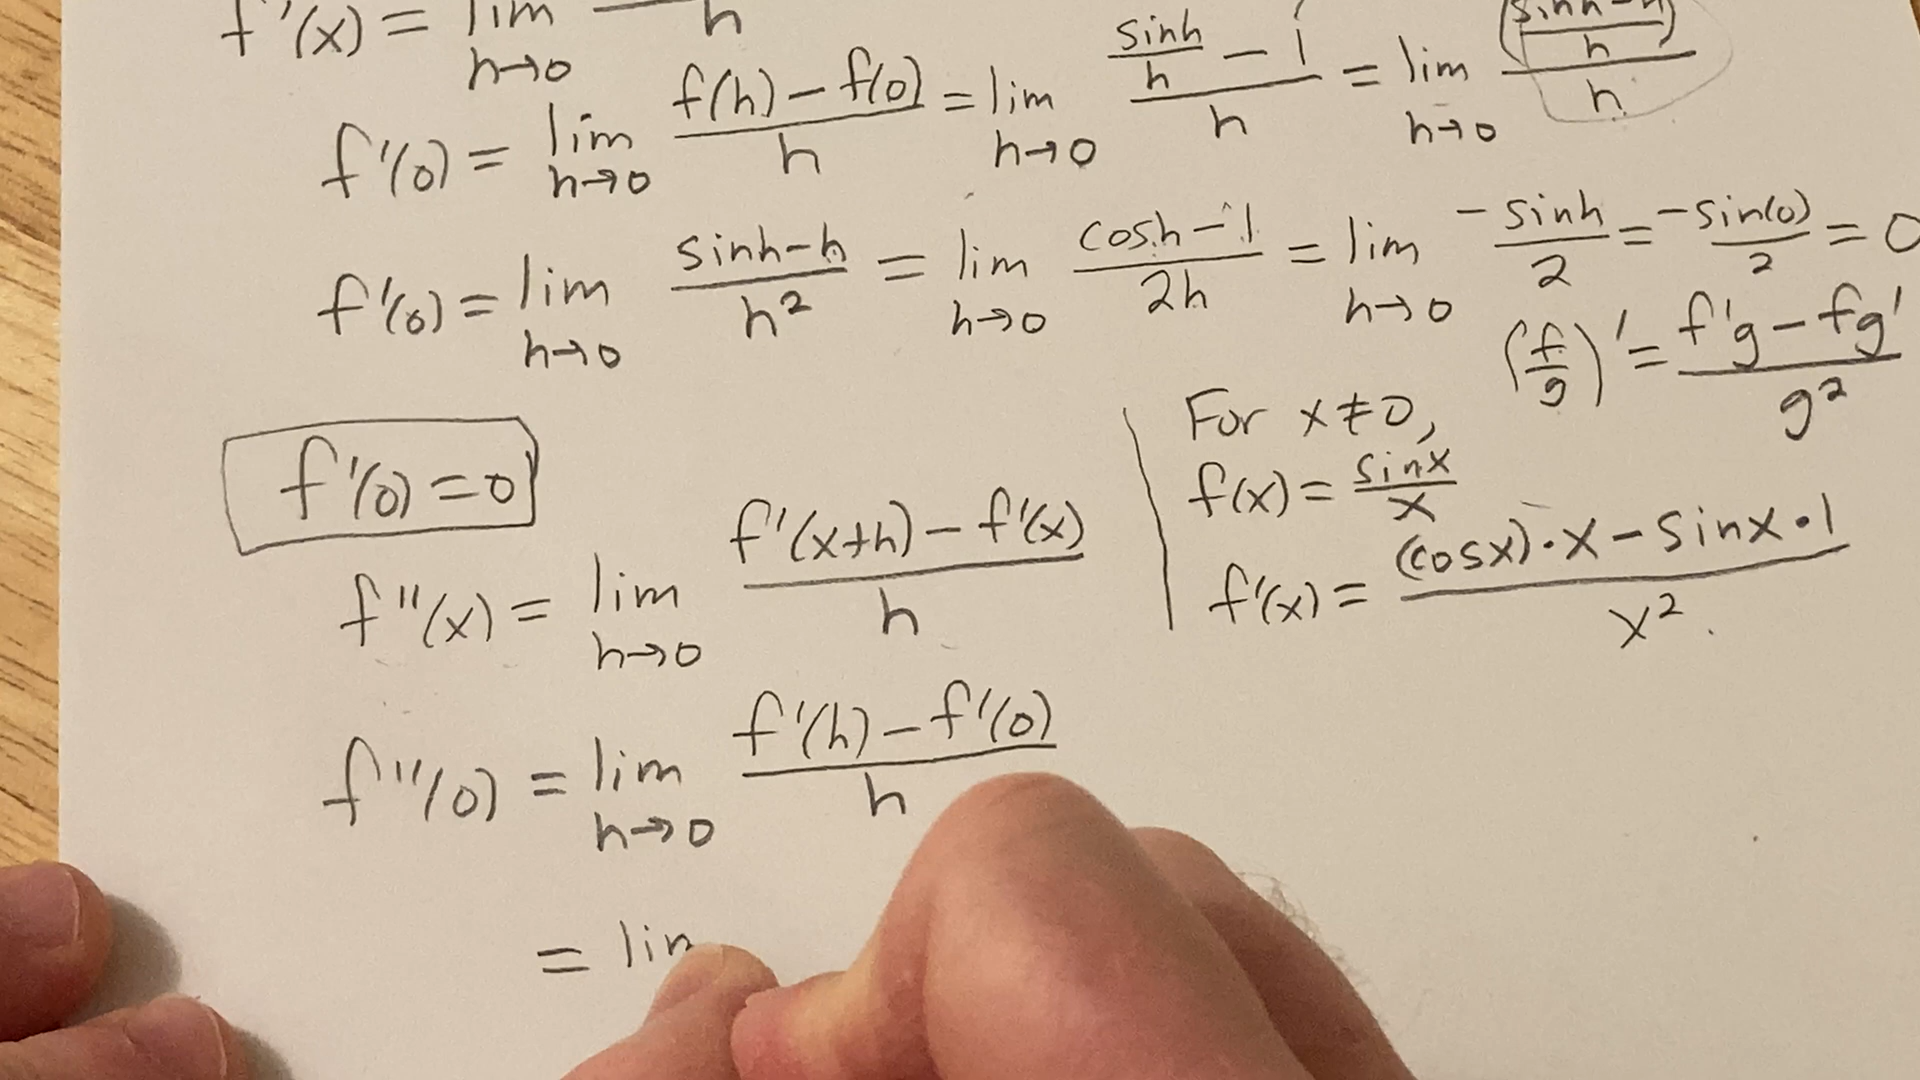 f'(x) = lim h→0 ― h
f'(0) = lim h→0 (f(h) − f(0))/h = lim h→0 (sinh/h − 1)/h = lim h→0 ((sinh−h)/h)/h
f'(0) = lim h→0 (sinh−h)/h² = lim h→0 (cosh−1)/2h = lim h→0 −sinh/2 = −sin(0)/2 = 0
(f/g)' = (f'g − fg')/g²
f'(0) = 0
For x ≠ 0,
f(x) = sinx/x
f'(x) = ((cosx)·x − sinx·1)/x²
f''(x) = lim h→0 (f'(x+h) − f'(x))/h
f''(0) = lim h→0 (f'(h) − f'(0))/h
= lim